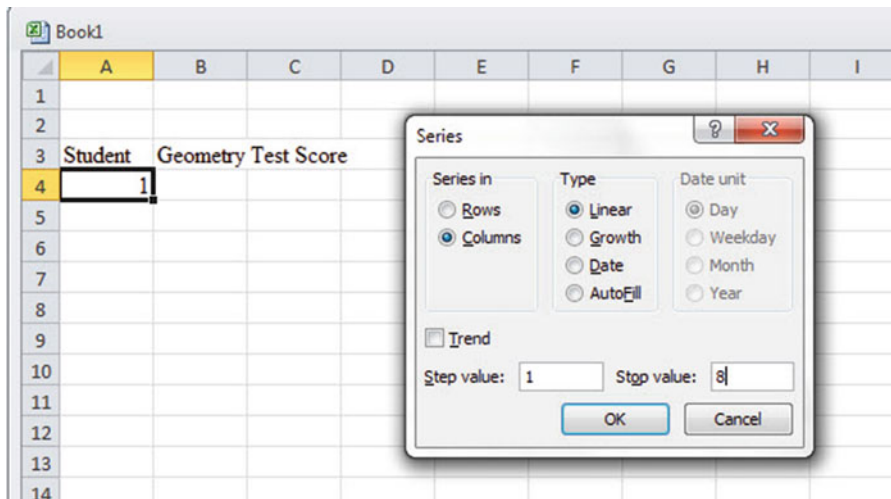 Book1
A B C D E F G H I
1
2
3 Student Geometry Test Score
4 1
5
6
7
8
9
10
11
12
13
14
Series
Series in Type Date unit
Rows Linear Day
Columns Growth Weekday
Date Month
AutoFill Year
Trend
Step value: 1 Stop value: 8
OK Cancel